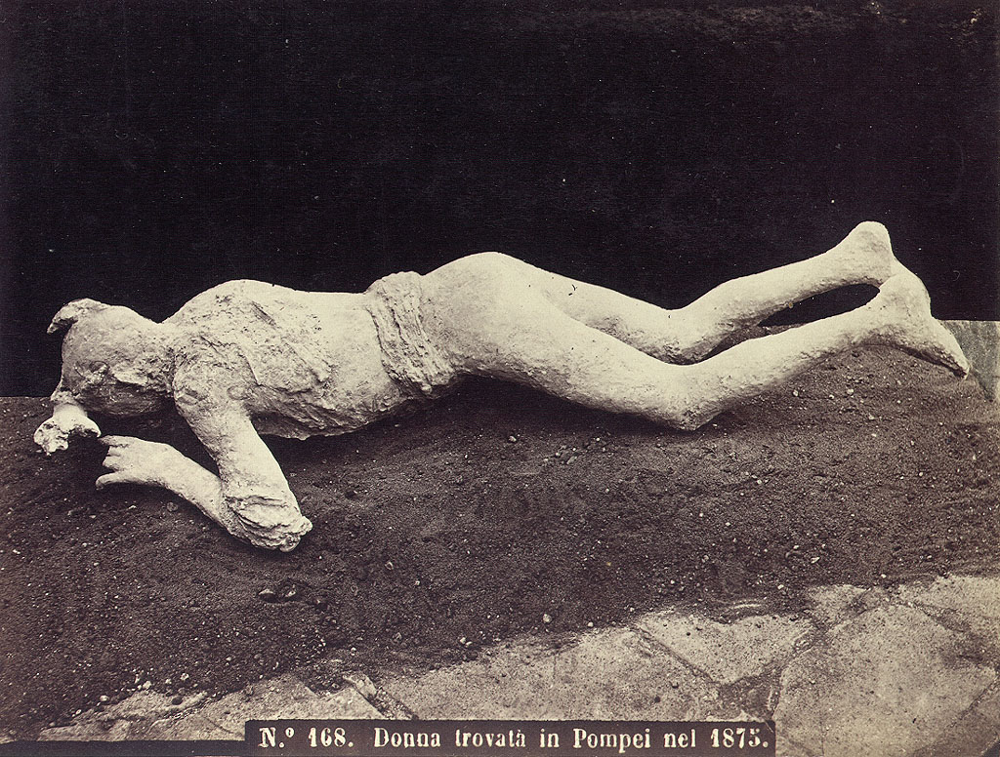 N.º 168. Donna trovata in Pompei nel 1875.